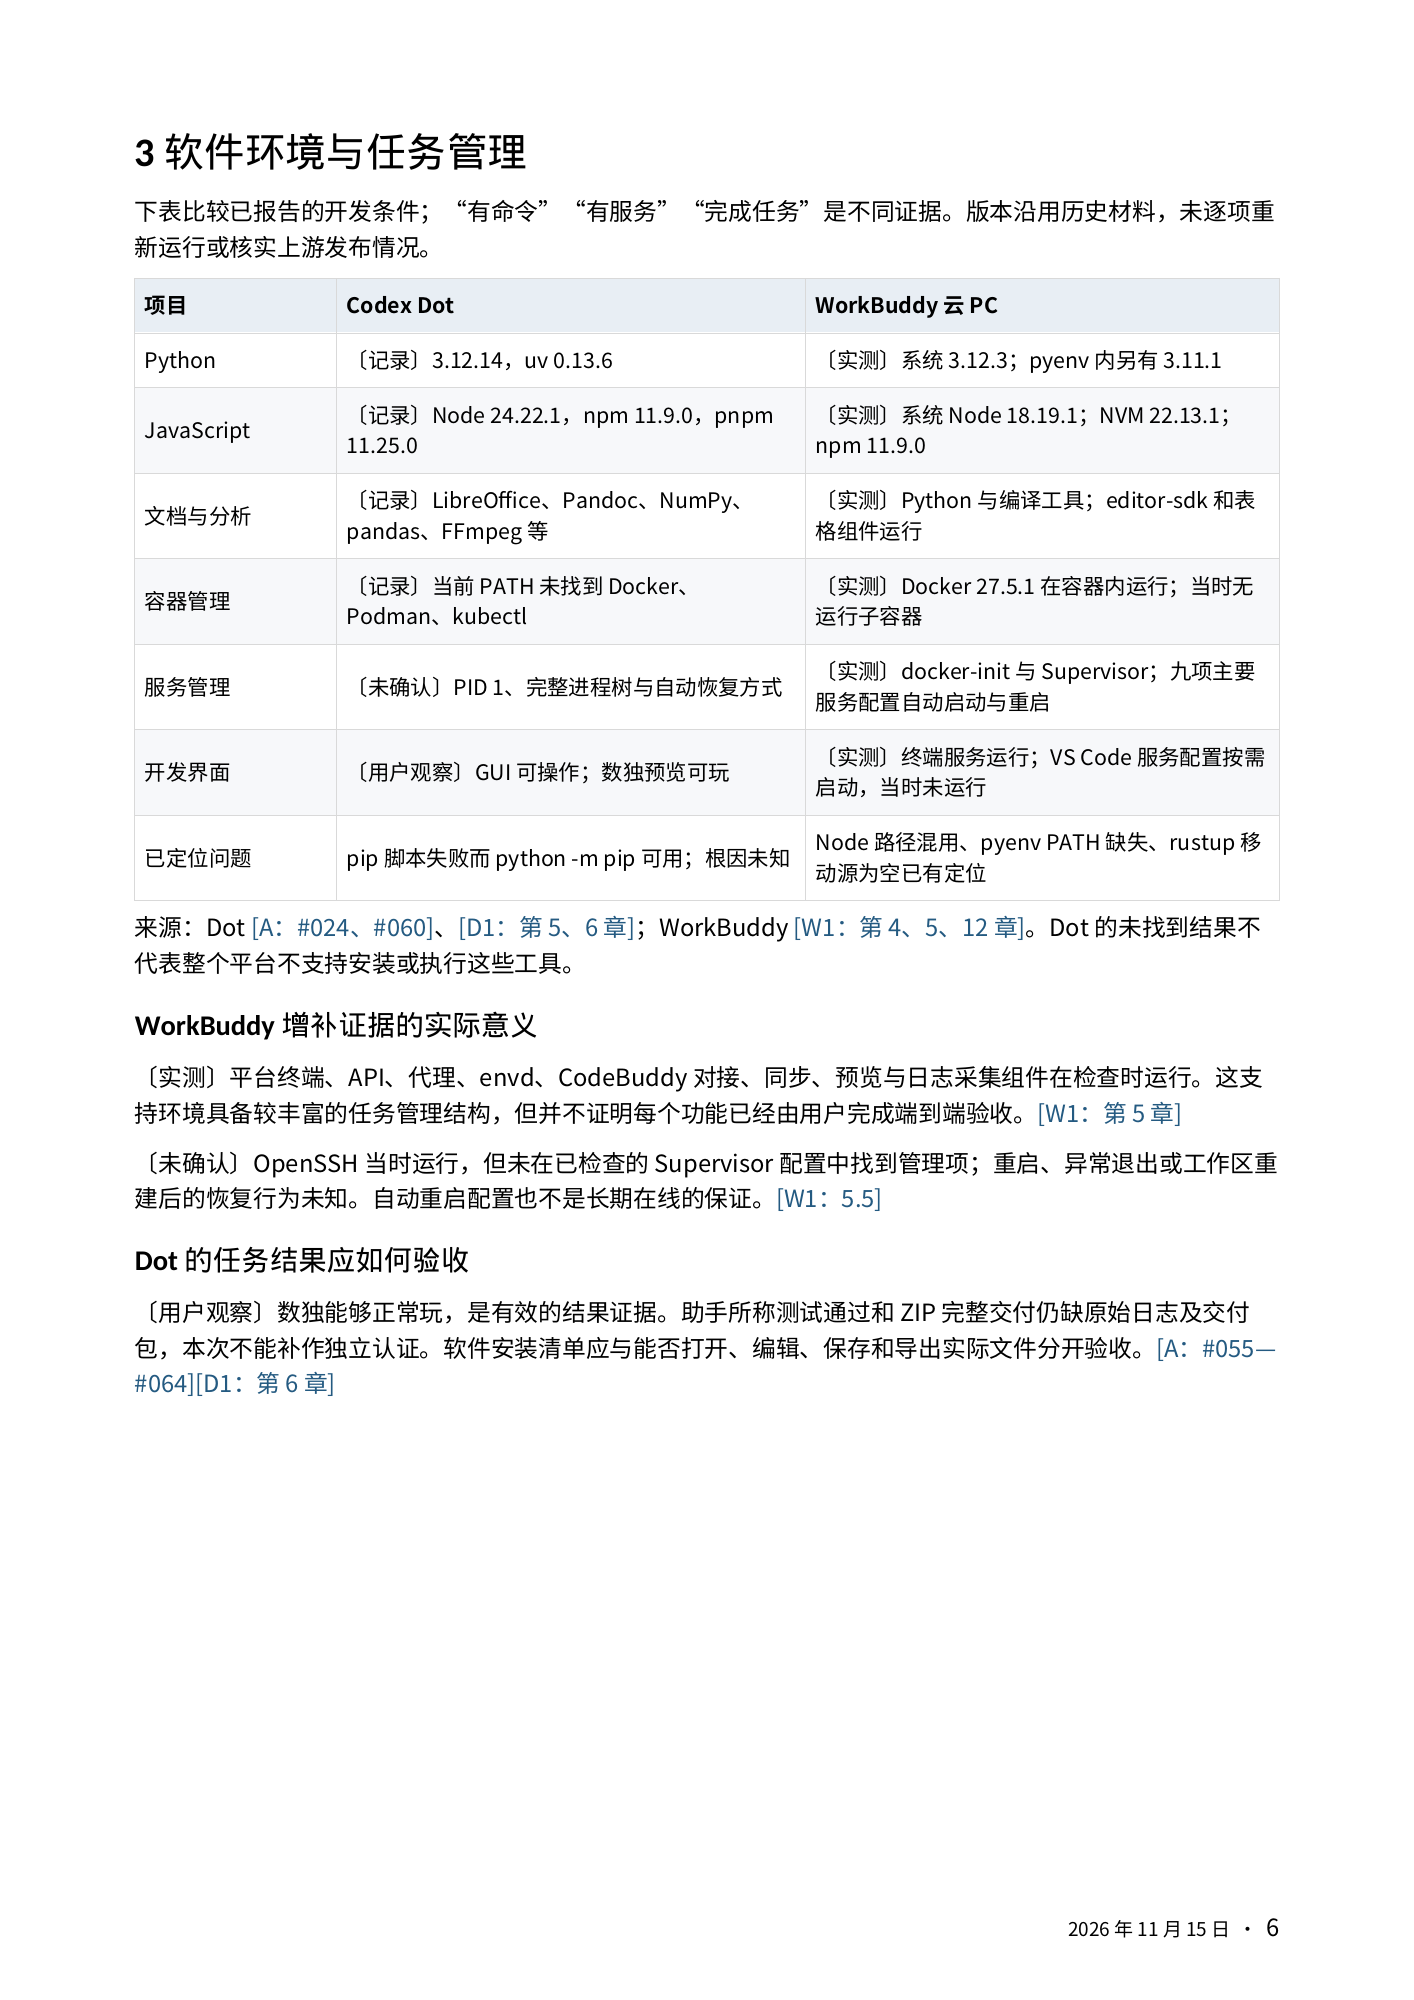 3 软件环境与任务管理
下表比较已报告的开发条件；“有命令”“有服务”“完成任务”是不同证据。版本沿用历史材料，未逐项重
新运行或核实上游发布情况。
项目 Codex Dot WorkBuddy 云 PC
Python 〔记录〕3.12.14，uv 0.13.6 〔实测〕系统 3.12.3；pyenv 内另有 3.11.1
JavaScript
〔记录〕Node 24.22.1，npm 11.9.0，pnpm
11.25.0
〔实测〕系统 Node 18.19.1；NVM 22.13.1；
npm 11.9.0
文档与分析
〔记录〕LibreOffice、Pandoc、NumPy、
pandas、FFmpeg 等
〔实测〕Python 与编译工具；editor-sdk 和表
格组件运行
容器管理
〔记录〕当前 PATH 未找到 Docker、
Podman、kubectl
〔实测〕Docker 27.5.1 在容器内运行；当时无
运行子容器
服务管理
〔未确认〕PID 1、完整进程树与自动恢复方式
〔实测〕docker-init 与 Supervisor；九项主要
服务配置自动启动与重启
开发界面
〔用户观察〕GUI 可操作；数独预览可玩
〔实测〕终端服务运行；VS Code 服务配置按需
启动，当时未运行
已定位问题
pip 脚本失败而 python -m pip 可用；根因未知
Node 路径混用、pyenv PATH 缺失、rustup 移
动源为空已有定位
来源：Dot [A：#024、#060]、[D1：第 5、6 章]；WorkBuddy [W1：第 4、5、12 章]。Dot 的未找到结果不
代表整个平台不支持安装或执行这些工具。
WorkBuddy 增补证据的实际意义
〔实测〕平台终端、API、代理、envd、CodeBuddy 对接、同步、预览与日志采集组件在检查时运行。这支
持环境具备较丰富的任务管理结构，但并不证明每个功能已经由用户完成端到端验收。[W1：第 5 章]
〔未确认〕OpenSSH 当时运行，但未在已检查的 Supervisor 配置中找到管理项；重启、异常退出或工作区重
建后的恢复行为未知。自动重启配置也不是长期在线的保证。[W1：5.5]
Dot 的任务结果应如何验收
〔用户观察〕数独能够正常玩，是有效的结果证据。助手所称测试通过和 ZIP 完整交付仍缺原始日志及交付
包，本次不能补作独立认证。软件安装清单应与能否打开、编辑、保存和导出实际文件分开验收。[A：#055—
#064][D1：第 6 章]
2026 年 11 月 15 日 · 6